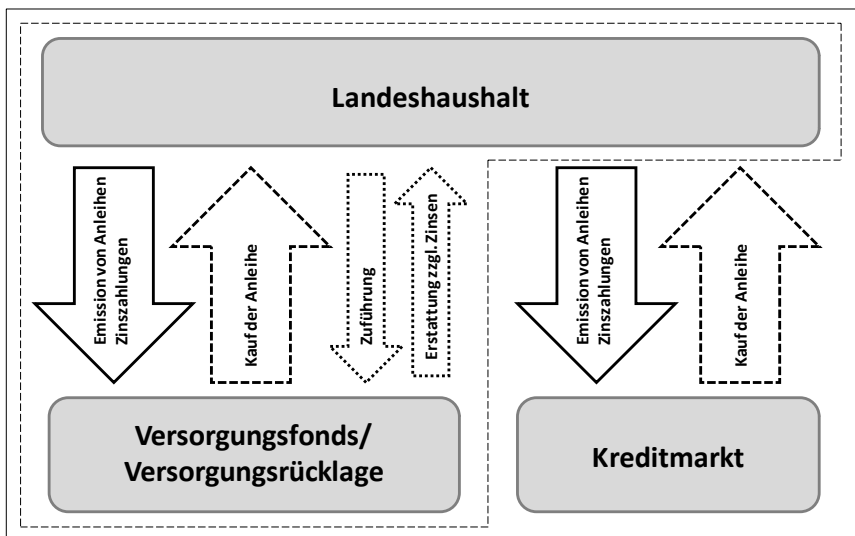 Landeshaushalt
Emission von Anleihen
Zinszahlungen
Kauf der Anleihe
Zuführung
Erstattung zzgl. Zinsen
Emission von Anleihen
Zinszahlungen
Kauf der Anleihe
Versorgungsfonds/
Versorgungsrücklage
Kreditmarkt